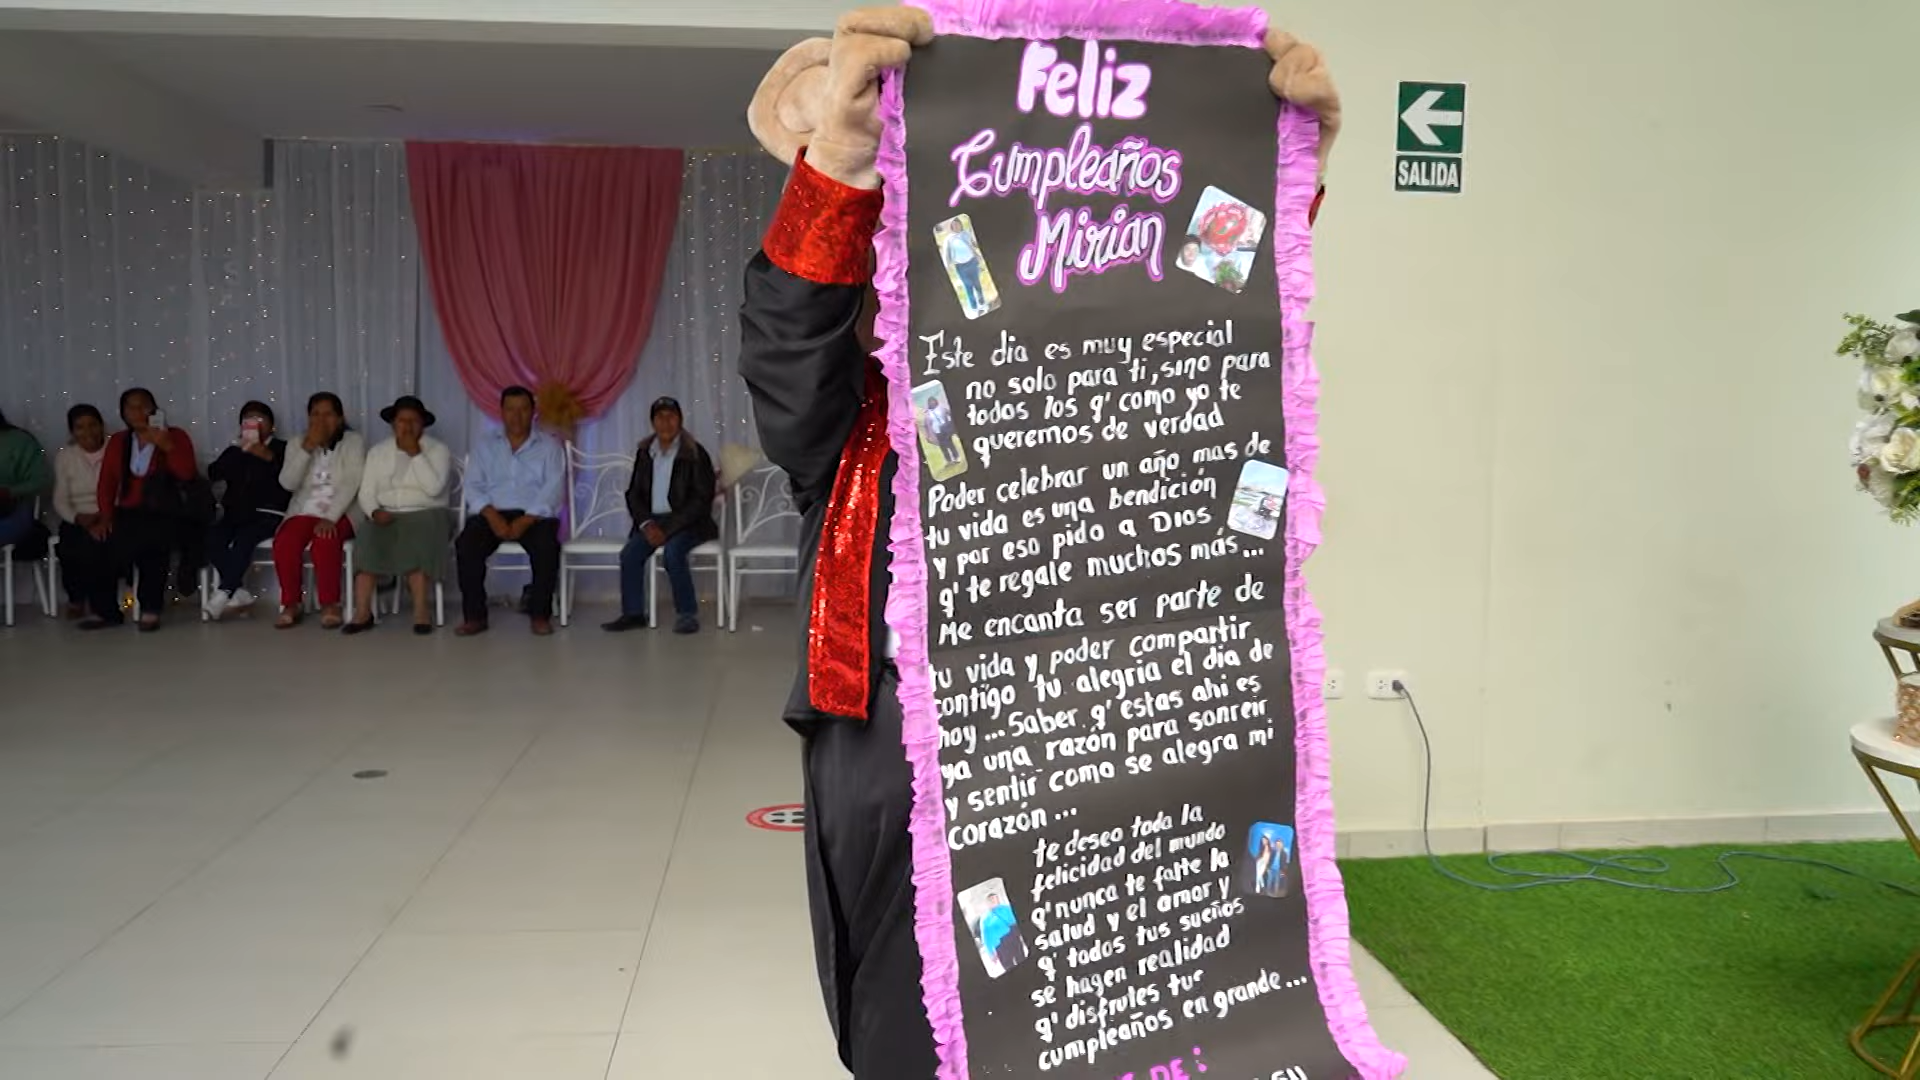 Feliz
Cumpleaños
Mirian
Este dia es muy especial
no solo para ti, sino para
todos los q' como yo te
queremos de verdad
Poder celebrar un año mas de
tu vida es una bendición
y por eso pido a DIOS
q' te regale muchos más...
Me encanta ser parte de
tu vida y poder compartir
contigo tu alegria el dia de
hoy... Saber q' estas ahi es
ya una razón para sonreir
y sentir como se alegra mi
corazón...
te deseo toda la
felicidad del mundo
q' nunca te falte la
salud y el amor y
q' todos tus sueños
se hagen realidad
q' disfrutes tus
cumpleaños en grande...
DE:
SALIDA